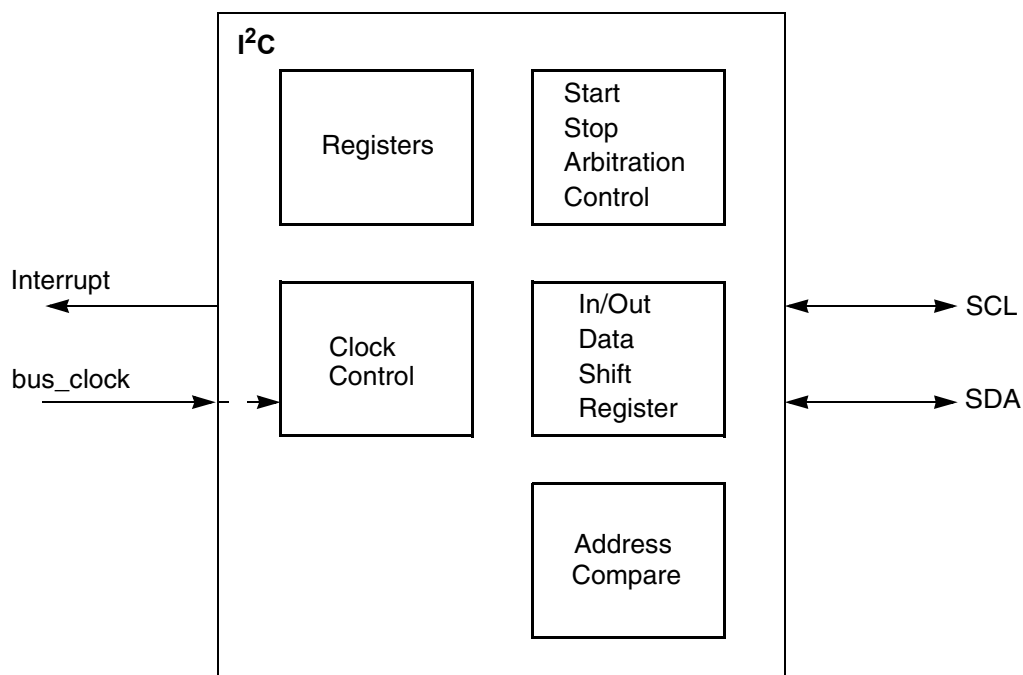 I²C
Registers
Start
Stop
Arbitration
Control
Interrupt
bus_clock
Clock
Control
In/Out
Data
Shift
Register
SCL
SDA
Address
Compare